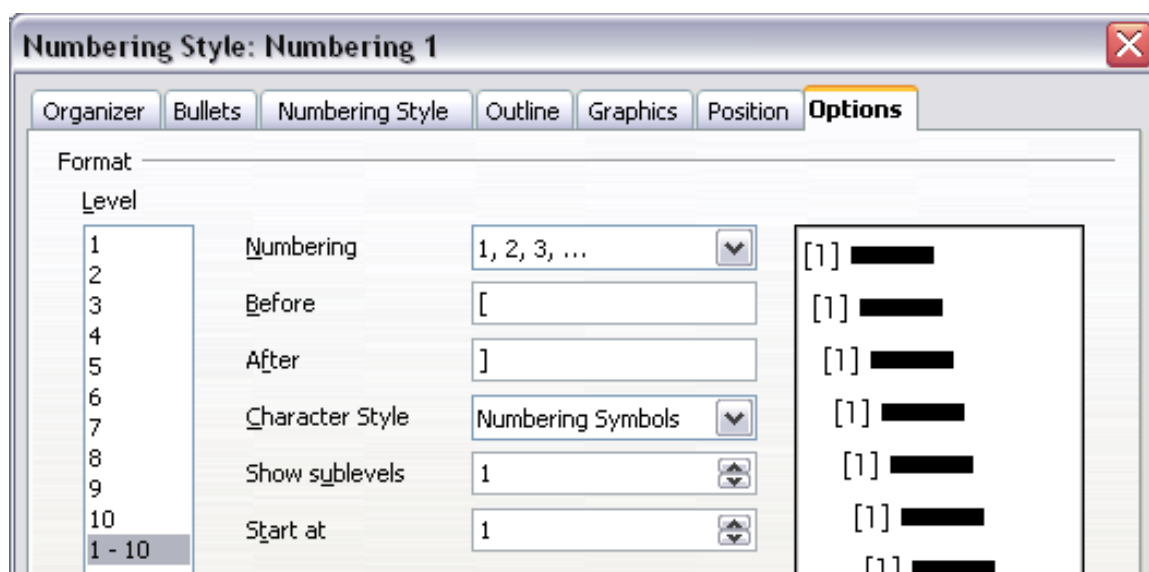 Numbering Style: Numbering 1
Organizer Bullets Numbering Style Outline Graphics Position Options
Format
Level
1
2
3
4
5
6
7
8
9
10
1 - 10
Numbering 1, 2, 3, ...
Before [
After ]
Character Style Numbering Symbols
Show sublevels 1
Start at 1
[1]
[1]
[1]
[1]
[1]
[1]
[1]